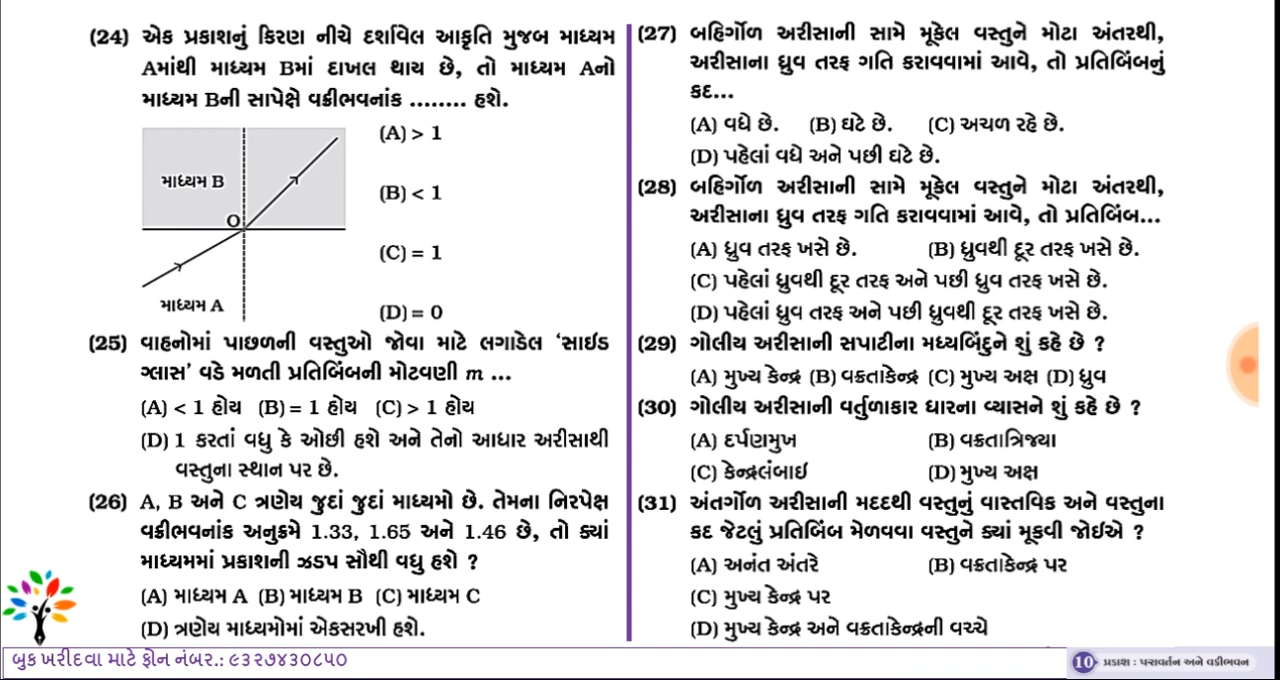 (24) એક પ્રકાશનું કિરણ નીચે દર્શાવેલ આકૃતિ મુજબ માધ્યમ
Aમાંથી માધ્યમ Bમાં દાખલ થાય છે, તો માધ્યમ Aનો
માધ્યમ Bની સાપેક્ષે વક્રીભવનાંક ........ હશે.
માધ્યમ B
O
માધ્યમ A
(A) > 1
(B) < 1
(C) = 1
(D) = 0
(25) વાહનોમાં પાછળની વસ્તુઓ જોવા માટે લગાડેલ ‘સાઈડ
ગ્લાસ’ વડે મળતી પ્રતિબિંબની મોટવણી m ...
(A) < 1 હોય (B) = 1 હોય (C) > 1 હોય
(D) 1 કરતાં વધુ કે ઓછી હશે અને તેનો આધાર અરીસાથી
વસ્તુના સ્થાન પર છે.
(26) A, B અને C ત્રણેય જુદાં જુદાં માધ્યમો છે. તેમના નિરપેક્ષ
વક્રીભવનાંક અનુક્રમે 1.33, 1.65 અને 1.46 છે, તો ક્યાં
માધ્યમમાં પ્રકાશની ઝડપ સૌથી વધુ હશે ?
(A) માધ્યમ A (B) માધ્યમ B (C) માધ્યમ C
(D) ત્રણેય માધ્યમોમાં એકસરખી હશે.
(27) બહિર્ગોળ અરીસાની સામે મૂકેલ વસ્તુને મોટા અંતરથી,
અરીસાના ધ્રુવ તરફ ગતિ કરાવવામાં આવે, તો પ્રતિબિંબનું
કદ...
(A) વધે છે. (B) ઘટે છે. (C) અચળ રહે છે.
(D) પહેલાં વધે અને પછી ઘટે છે.
(28) બહિર્ગોળ અરીસાની સામે મૂકેલ વસ્તુને મોટા અંતરથી,
અરીસાના ધ્રુવ તરફ ગતિ કરાવવામાં આવે, તો પ્રતિબિંબ...
(A) ધ્રુવ તરફ ખસે છે. (B) ધ્રુવથી દૂર તરફ ખસે છે.
(C) પહેલાં ધ્રુવથી દૂર તરફ અને પછી ધ્રુવ તરફ ખસે છે.
(D) પહેલાં ધ્રુવ તરફ અને પછી ધ્રુવથી દૂર તરફ ખસે છે.
(29) ગોલીય અરીસાની સપાટીના મધ્યબિંદુને શું કહે છે ?
(A) મુખ્ય કેન્દ્ર (B) વક્રતાકેન્દ્ર (C) મુખ્ય અક્ષ (D) ધ્રુવ
(30) ગોલીય અરીસાની વર્તુળાકાર ધારના વ્યાસને શું કહે છે ?
(A) દર્પણમુખ (B) વક્રતાત્રિજ્યા
(C) કેન્દ્રલંબાઈ (D) મુખ્ય અક્ષ
(31) અંતર્ગોળ અરીસાની મદદથી વસ્તુનું વાસ્તવિક અને વસ્તુના
કદ જેટલું પ્રતિબિંબ મેળવવા વસ્તુને ક્યાં મૂકવી જોઈએ ?
(A) અનંત અંતરે (B) વક્રતાકેન્દ્ર પર
(C) મુખ્ય કેન્દ્ર પર
(D) મુખ્ય કેન્દ્ર અને વક્રતાકેન્દ્રની વચ્ચે
બુક ખરીદવા માટે ફોન નંબર.: ૯૩૨૭૪૩૦૮૫૦
10 પ્રકાશ : પરાવર્તન અને વક્રીભવન